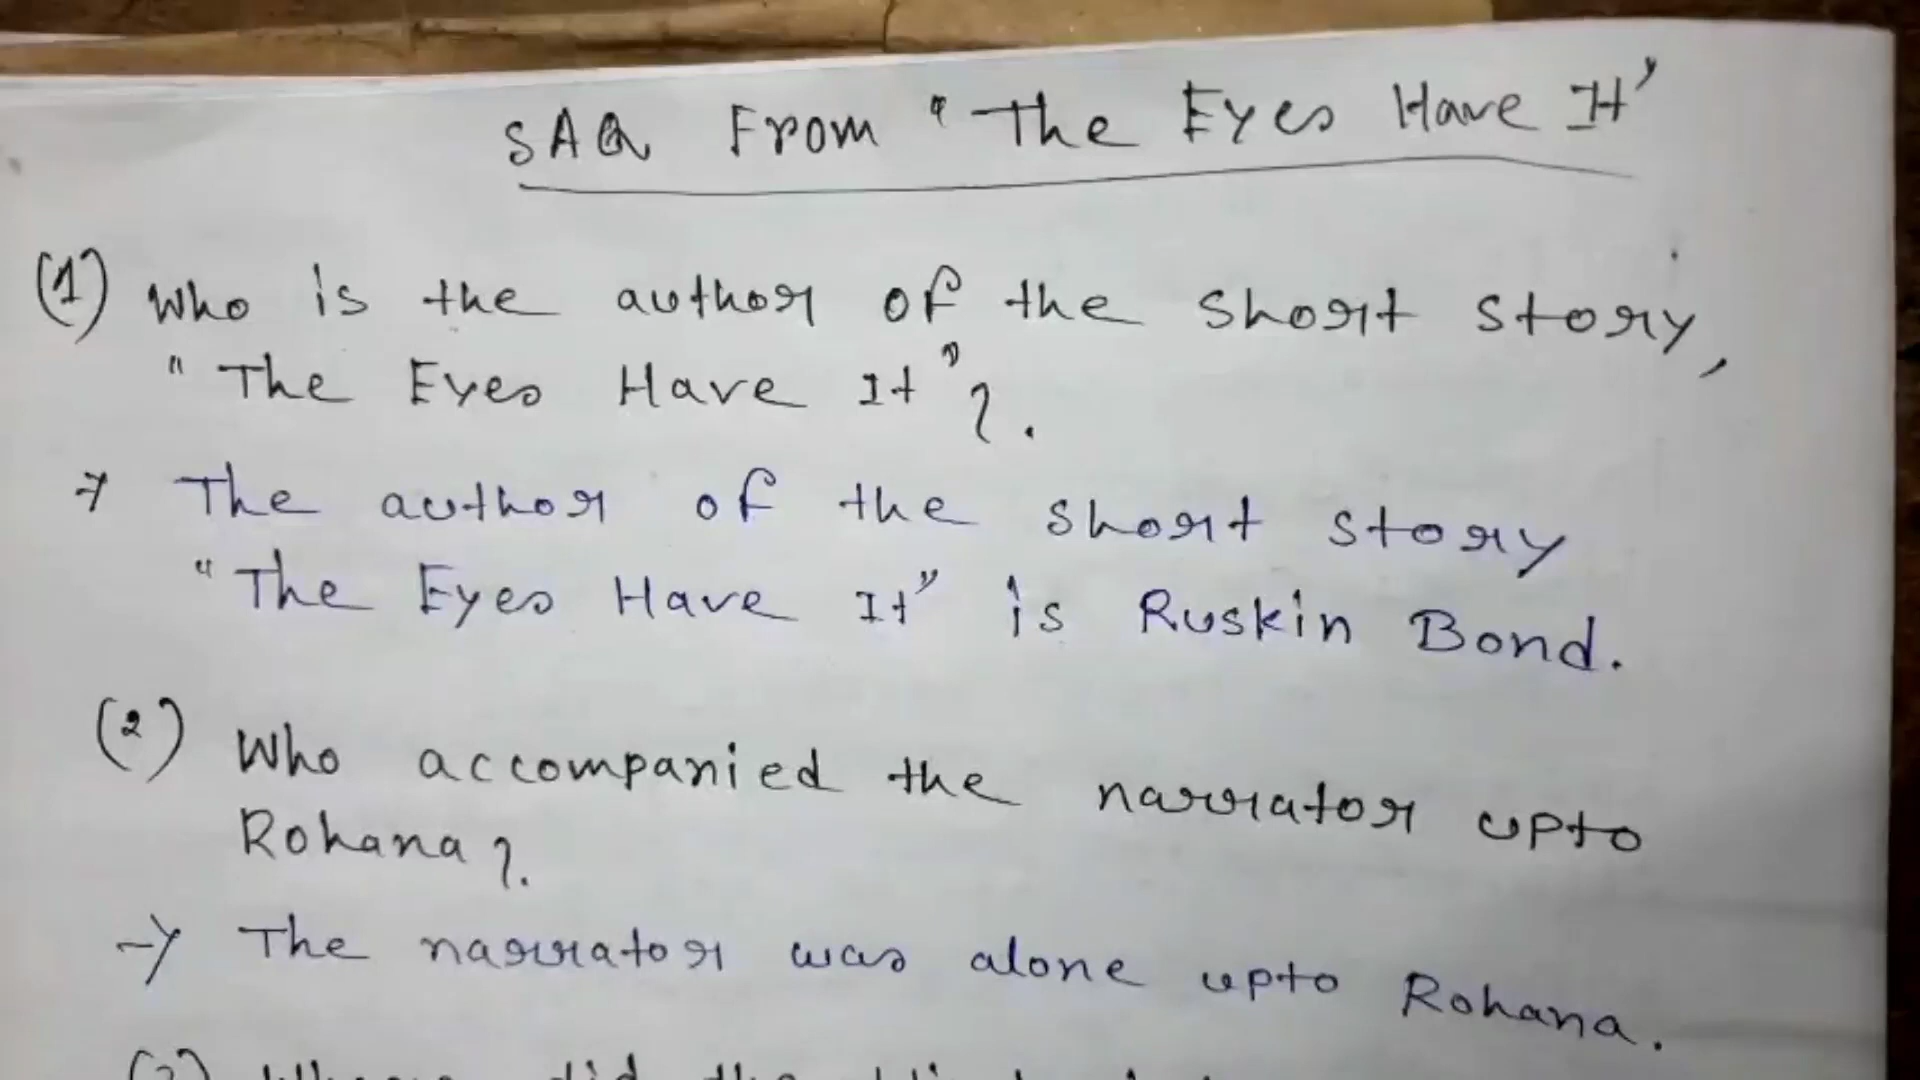 SAQ From "The Eyes Have It"
(1) Who is the author of the short story,
"The Eyes Have It"?.
→ The author of the short story
"The Eyes Have It" is Ruskin Bond.
(2) Who accompanied the narrator upto
Rohana?.
→ The narrator was alone upto Rohana.
did the